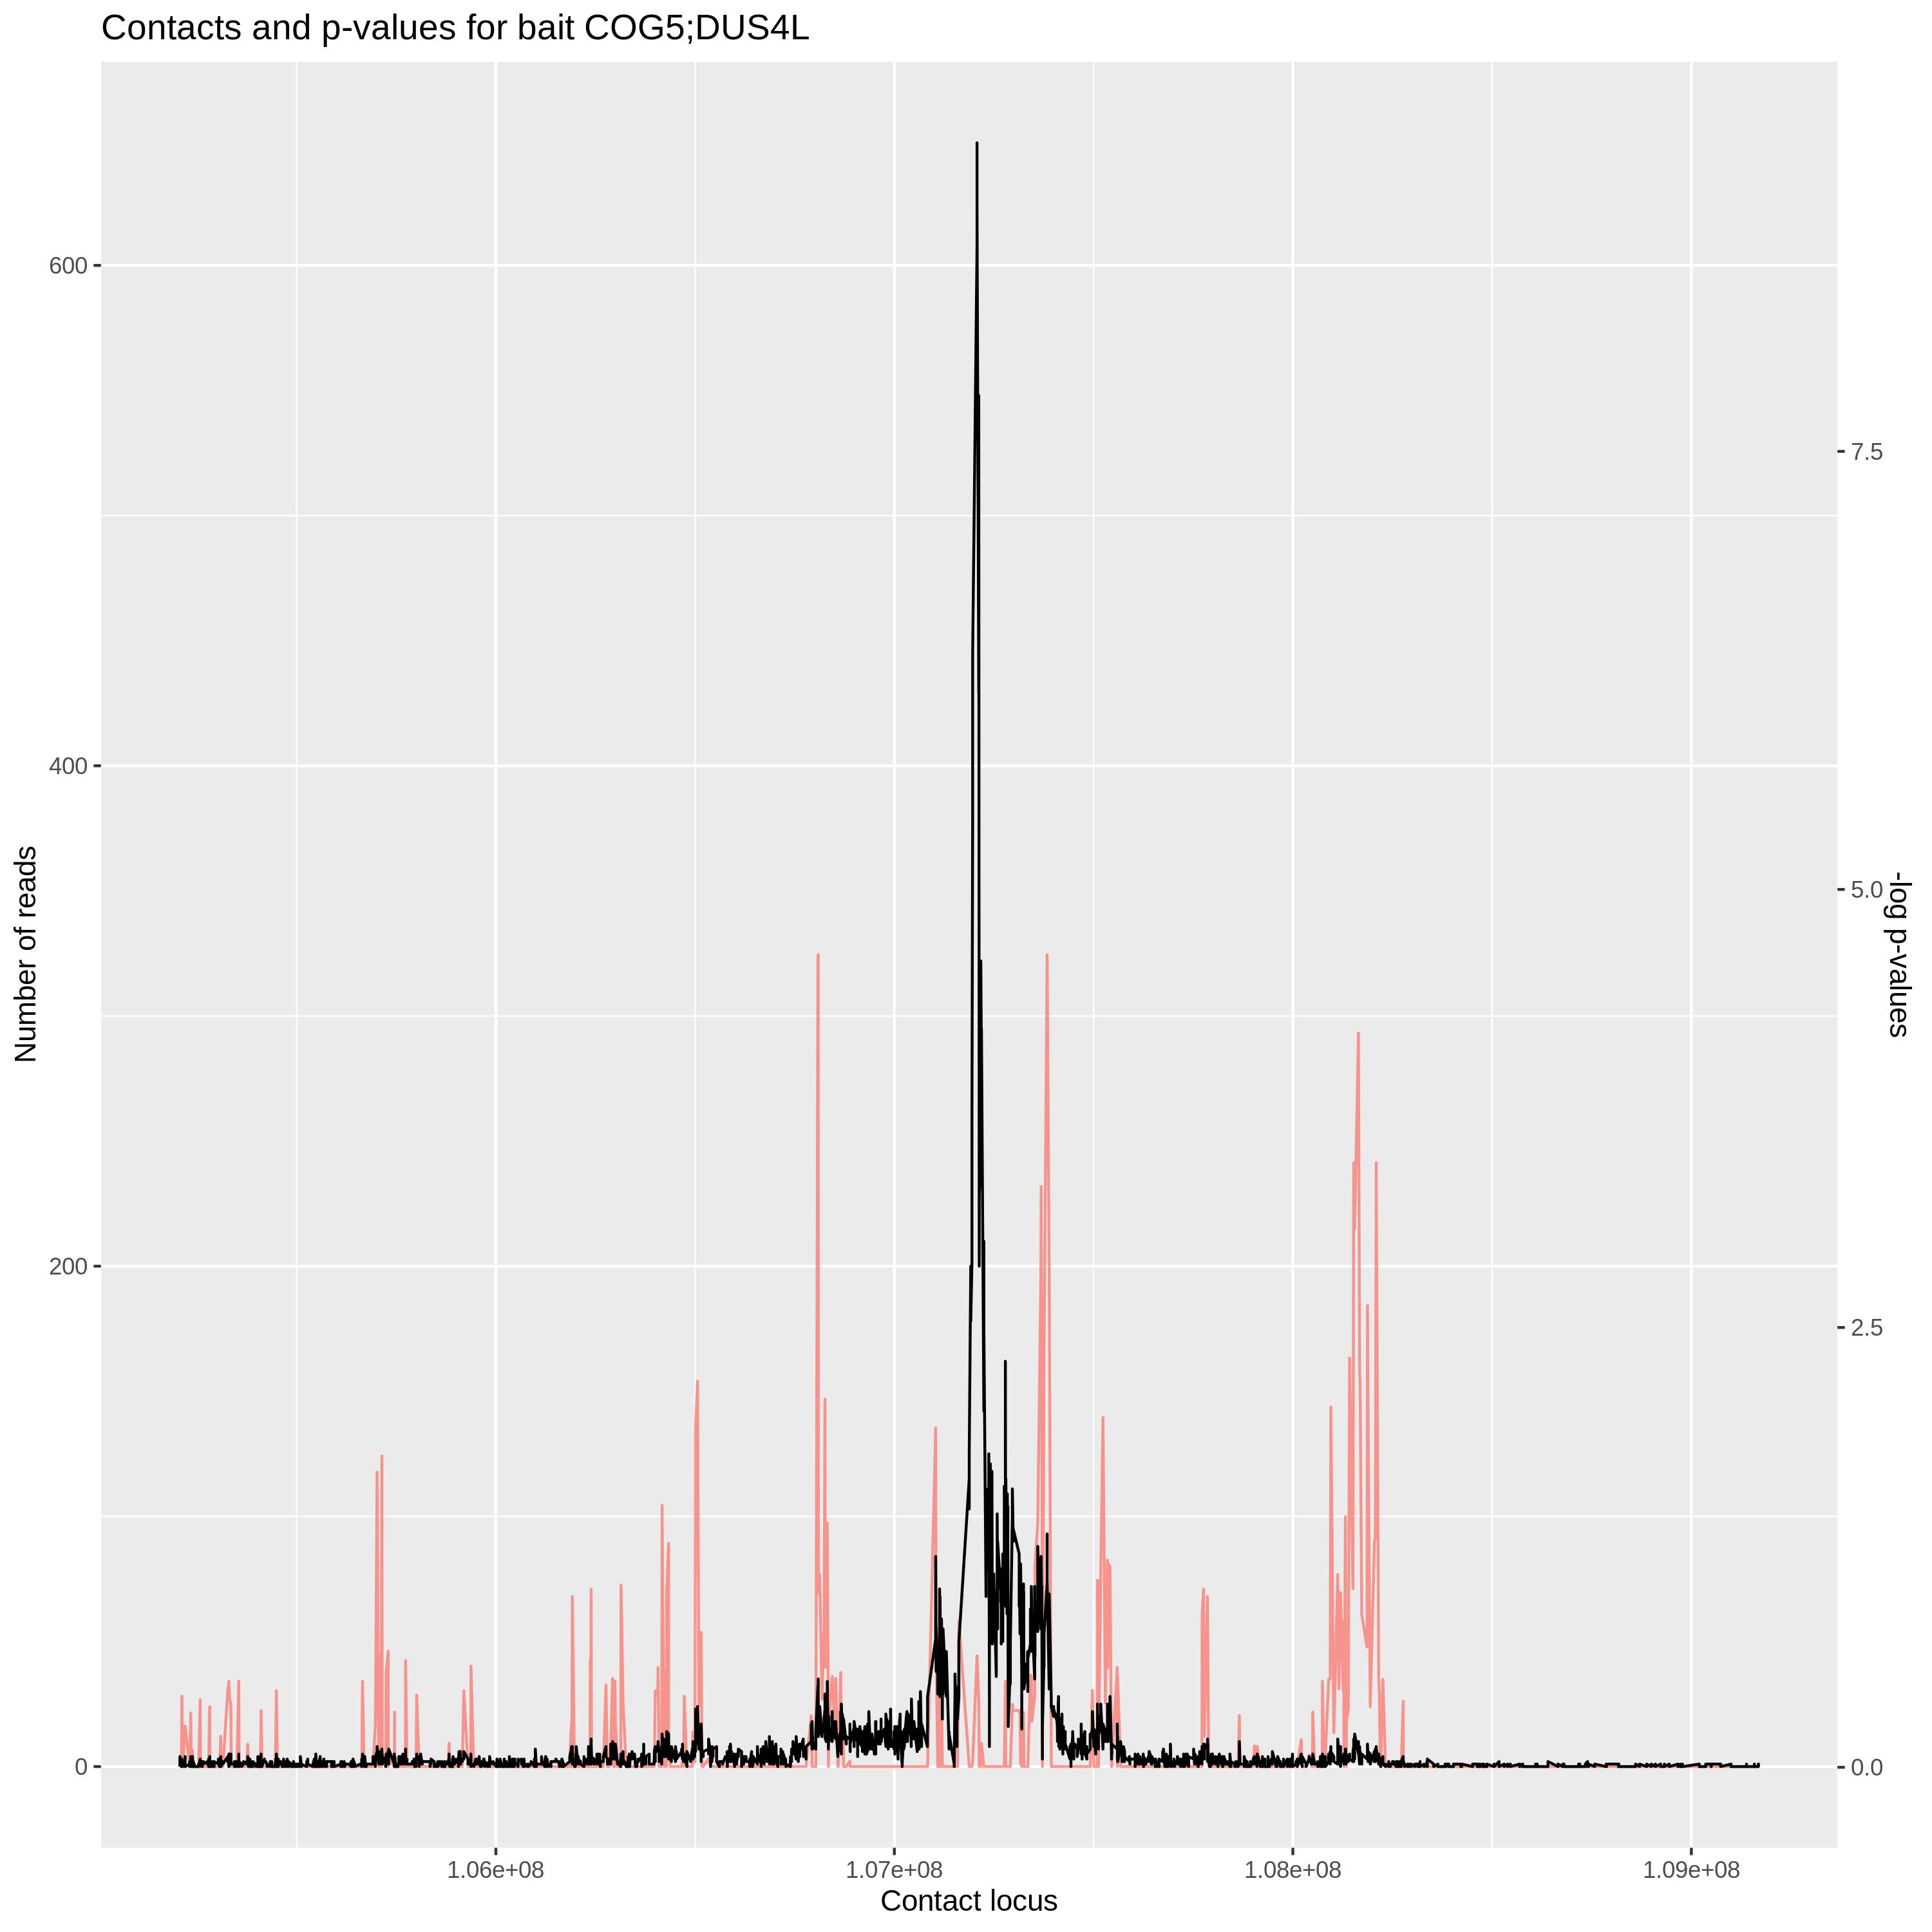 Contacts and p-values for bait COG5;DUS4L
600
400
200
0
Number of reads
7.5
5.0
2.5
0.0
-log p-values
1.06e+08
1.07e+08
1.08e+08
1.09e+08
Contact locus